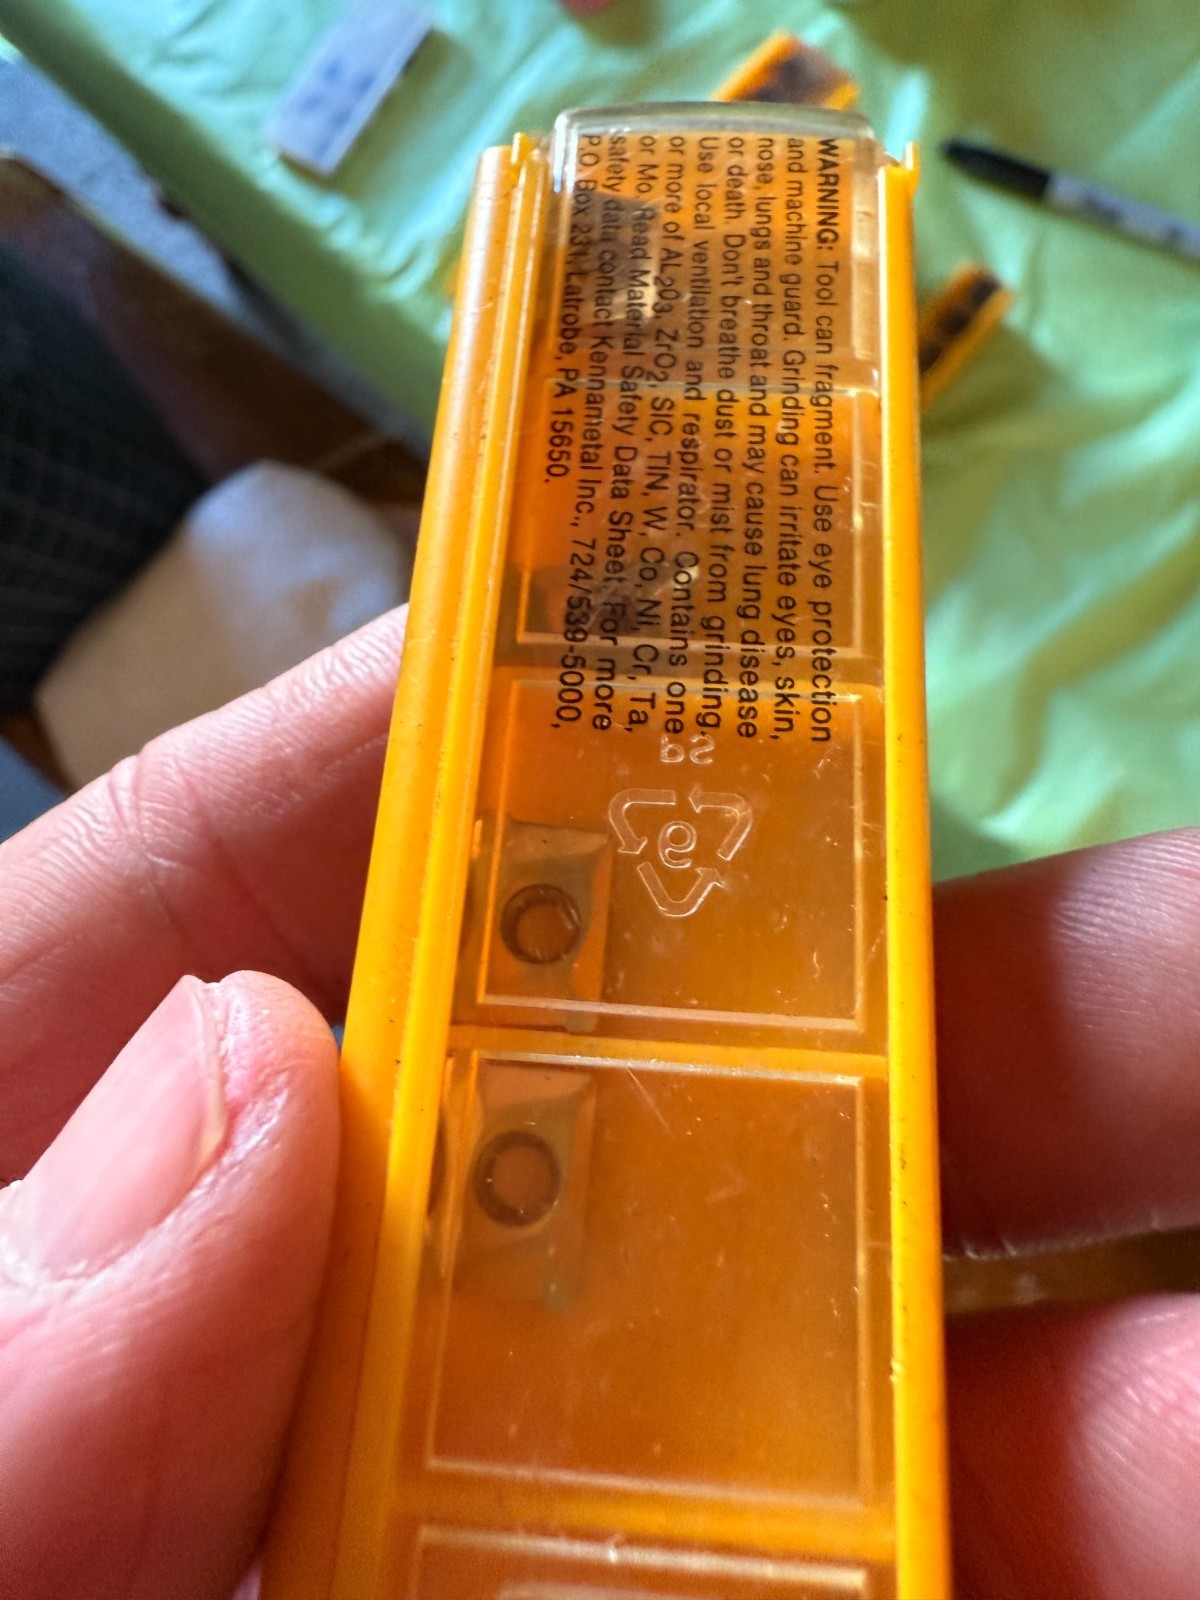 WARNING: Tool can fragment. Use eye protection
and machine guard. Grinding can irritate eyes, skin,
nose, lungs and throat and may cause lung disease
or death. Don't breathe dust or mist from grinding.
Use local ventilation and respirator. Contains one
or more of AL2O3, ZrO2, SIC, TIN, W, Co, Ni, Cr, Ta,
or Mo. Read Material Safety Data Sheet. For more
safety data contact Kennametal Inc., 724/539-5000,
P.O. Box 231, Latrobe, PA 15650.